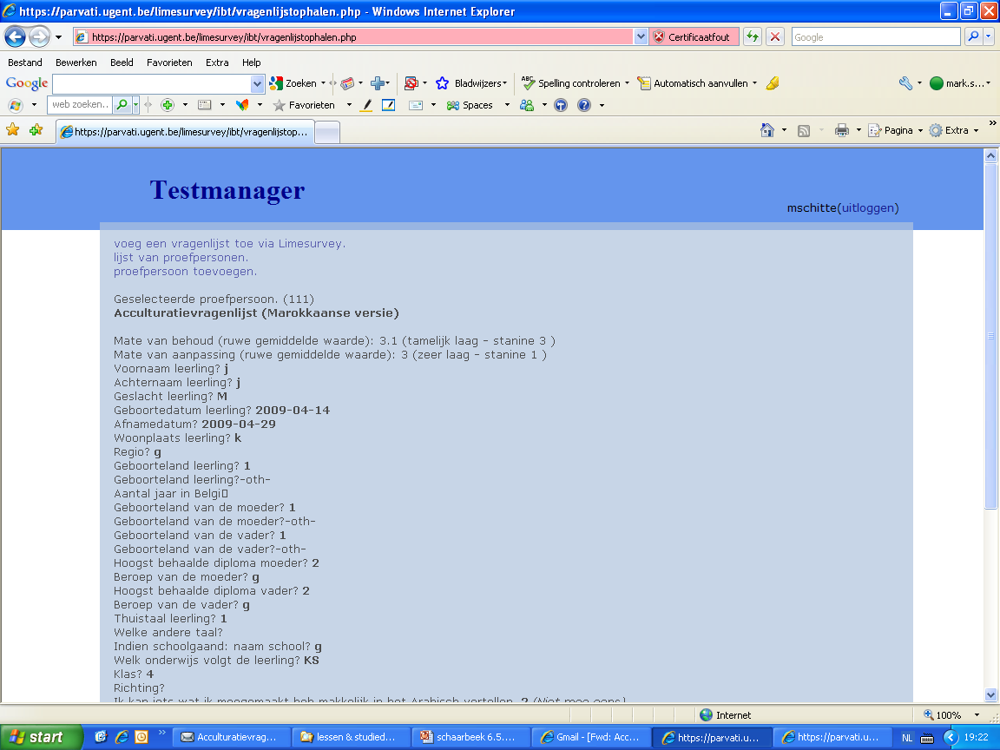 https://parvati.ugent.be/limesurvey/ibt/vragenlijstophalen.php - Windows Internet Explorer
https://parvati.ugent.be/limesurvey/ibt/vragenlijstophalen.php Certificaatfout Google
Bestand Bewerken Beeld Favorieten Extra Help
Google Zoeken Bladwijzers ABC Spelling controleren Automatisch aanvullen mark.s...
web zoeken.. Favorieten Spaces
https://parvati.ugent.be/limesurvey/ibt/vragenlijstop... Pagina Extra
Testmanager
mschitte(uitloggen)
voeg een vragenlijst toe via Limesurvey.
lijst van proefpersonen.
proefpersoon toevoegen.
Geselecteerde proefpersoon. (111)
Acculturatievragenlijst (Marokkaanse versie)
Mate van behoud (ruwe gemiddelde waarde): 3.1 (tamelijk laag - stanine 3 )
Mate van aanpassing (ruwe gemiddelde waarde): 3 (zeer laag - stanine 1 )
Voornaam leerling? j
Achternaam leerling? j
Geslacht leerling? M
Geboortedatum leerling? 2009-04-14
Afnamedatum? 2009-04-29
Woonplaats leerling? k
Regio? g
Geboorteland leerling? 1
Geboorteland leerling?-oth-
Aantal jaar in Belgi▯
Geboorteland van de moeder? 1
Geboorteland van de moeder?-oth-
Geboorteland van de vader? 1
Geboorteland van de vader?-oth-
Hoogst behaalde diploma moeder? 2
Beroep van de moeder? g
Hoogst behaalde diploma vader? 2
Beroep van de vader? g
Thuistaal leerling? 1
Welke andere taal?
Indien schoolgaand: naam school? g
Welk onderwijs volgt de leerling? KS
Klas? 4
Richting?
Ik kan iets wat ik meegemaakt heb makkelijk in het Arabisch vertellen. 2 (Niet mee eens)
Internet 100%
start Acculturatievrag... lessen & studied... schaarbeek 6.5.... Gmail - [Fwd: Acc... https://parvati.u... https://parvati.u... NL 19:22